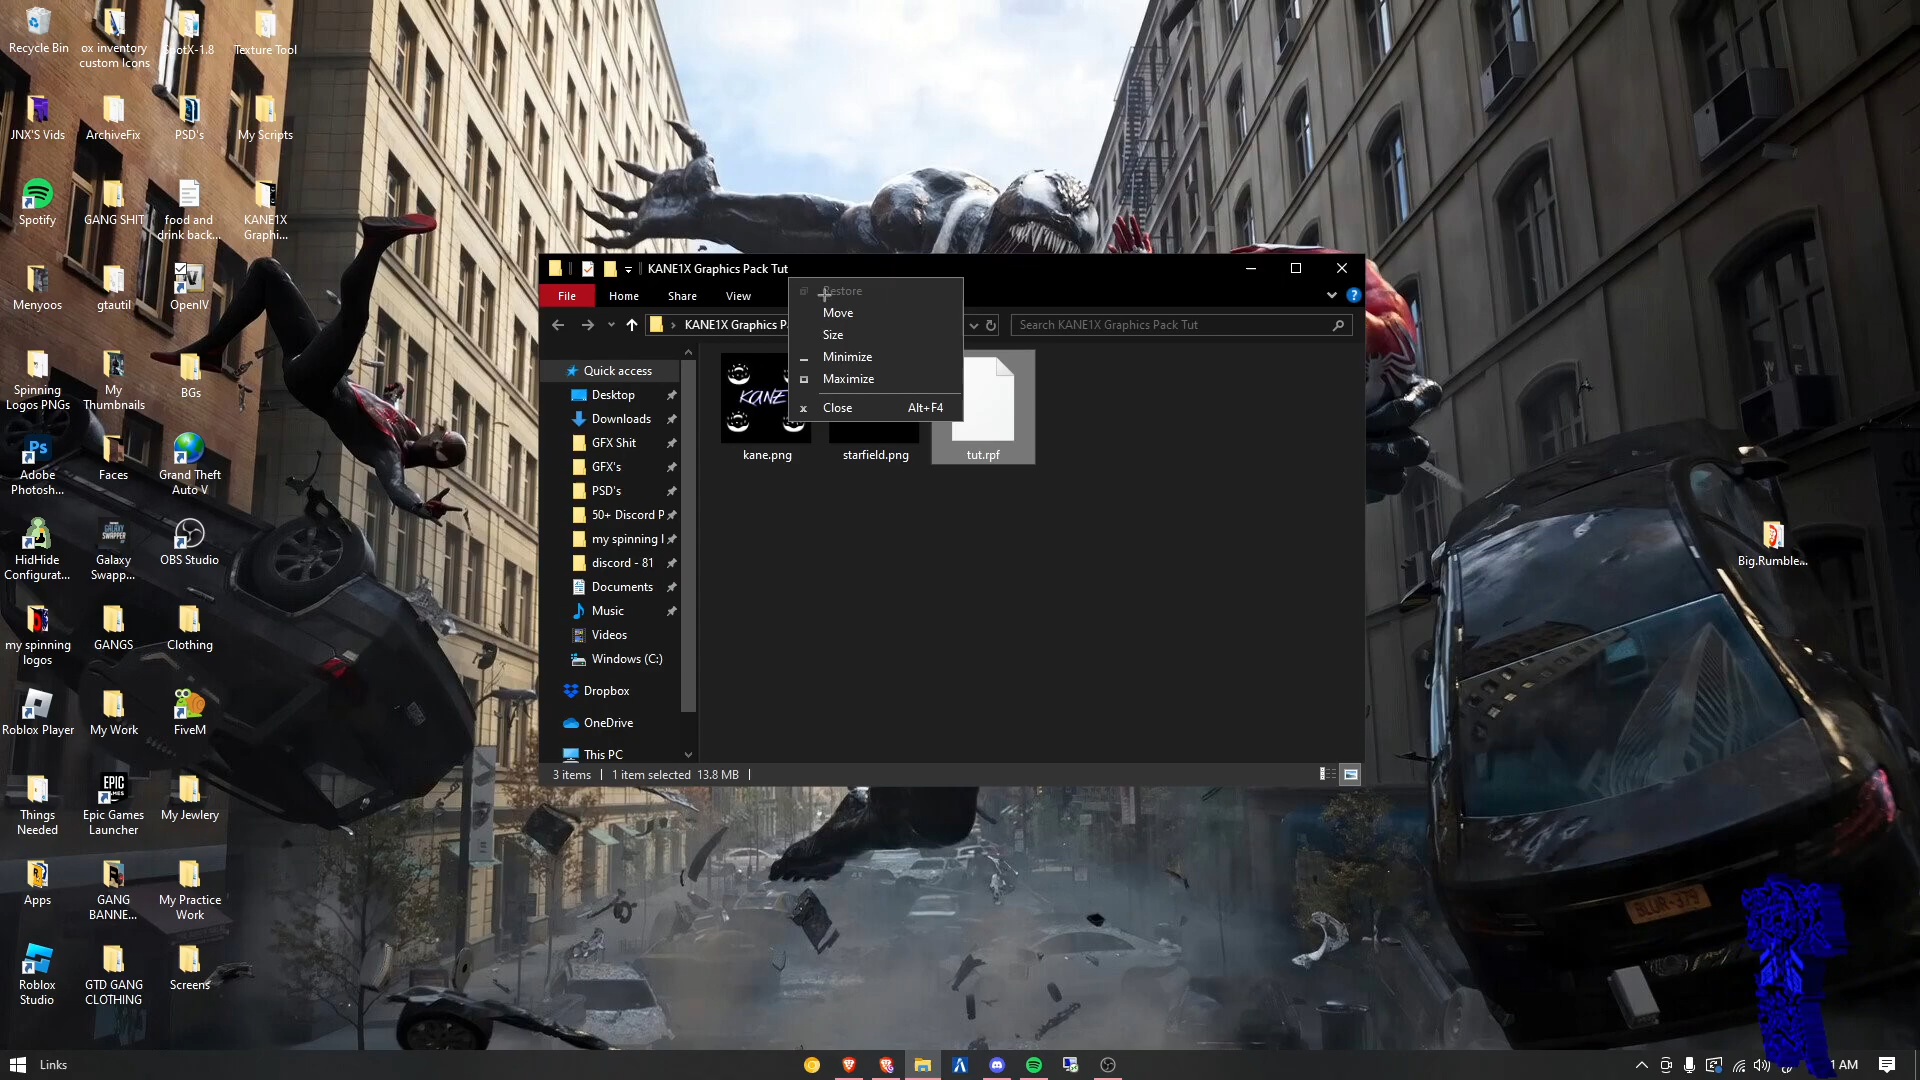 Recycle Bin
ox inventory
custom Icons
Texture Tool
JNX'S Vids
ArchiveFix
PSD's
My Scripts
Spotify
GANG SHIT
food and
drink back...
KANE1X
Graphi...
Menyoos
gtautil
OpenIV
Spinning
Logos PNGs
My
Thumbnails
BGs
Adobe
Photosh...
Faces
Grand Theft
Auto V
HidHide
Configurat...
Galaxy
Swapp...
OBS Studio
my spinning
logos
GANGS
Clothing
Roblox Player
My Work
FiveM
Things
Needed
Epic Games
Launcher
My Jewlery
Apps
GANG
BANNE...
My Practice
Work
Roblox
Studio
GTD GANG
CLOTHING
Screens
KANE1X Graphics Pack Tut
File
Home
Share
View
KANE1X Graphics P
Search KANE1X Graphics Pack Tut
Restore
Move
Size
Minimize
Maximize
Close Alt+F4
Quick access
Desktop
Downloads
GFX Shit
GFX's
PSD's
50+ Discord P
my spinning l
discord - 81
Documents
Music
Videos
Windows (C:)
Dropbox
OneDrive
This PC
KANE
kane.png
starfield.png
tut.rpf
3 items
1 item selected 13.8 MB
Big.Rumble...
Links
1 AM